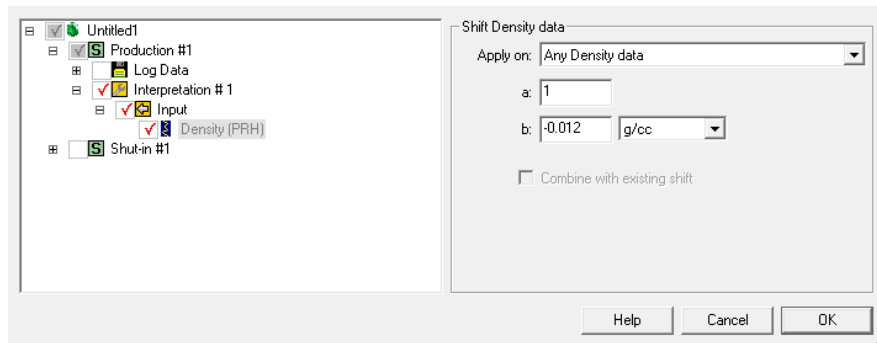 Untitled1
S Production #1
Log Data
Interpretation # 1
Input
Density (PRH)
S Shut-in #1
Shift Density data
Apply on: Any Density data
a: 1
b: -0.012 g/cc
Combine with existing shift
Help Cancel OK